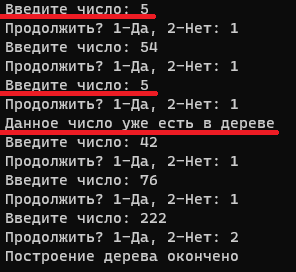 Введите число: 5
Продолжить? 1-Да, 2-Нет: 1
Введите число: 54
Продолжить? 1-Да, 2-Нет: 1
Введите число: 5
Продолжить? 1-Да, 2-Нет: 1
Данное число уже есть в дереве
Введите число: 42
Продолжить? 1-Да, 2-Нет: 1
Введите число: 76
Продолжить? 1-Да, 2-Нет: 1
Введите число: 222
Продолжить? 1-Да, 2-Нет: 2
Построение дерева окончено